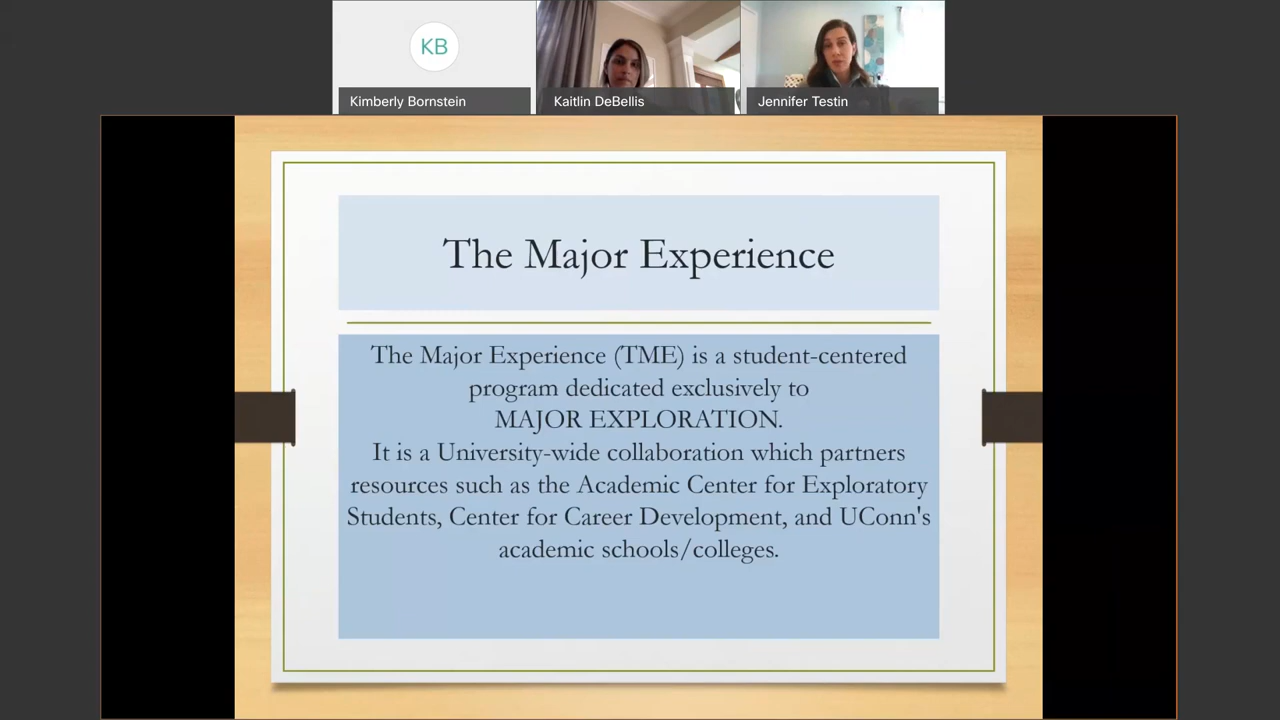 KB
Kimberly Bornstein
Kaitlin DeBellis
Jennifer Testin
The Major Experience
The Major Experience (TME) is a student-centered
program dedicated exclusively to
MAJOR EXPLORATION.
It is a University-wide collaboration which partners
resources such as the Academic Center for Exploratory
Students, Center for Career Development, and UConn's
academic schools/colleges.